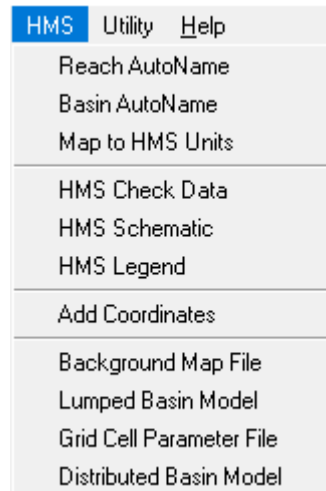 HMS Utility Help
Reach AutoName
Basin AutoName
Map to HMS Units
HMS Check Data
HMS Schematic
HMS Legend
Add Coordinates
Background Map File
Lumped Basin Model
Grid Cell Parameter File
Distributed Basin Model